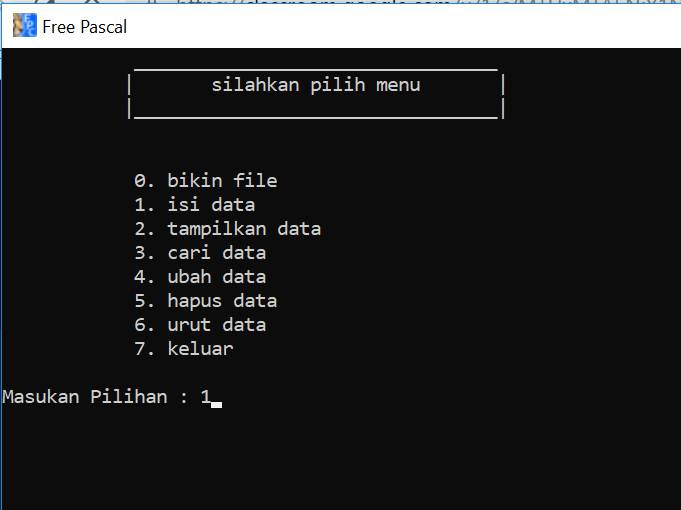 Free Pascal
silahkan pilih menu
0. bikin file
1. isi data
2. tampilkan data
3. cari data
4. ubah data
5. hapus data
6. urut data
7. keluar
Masukan Pilihan : 1